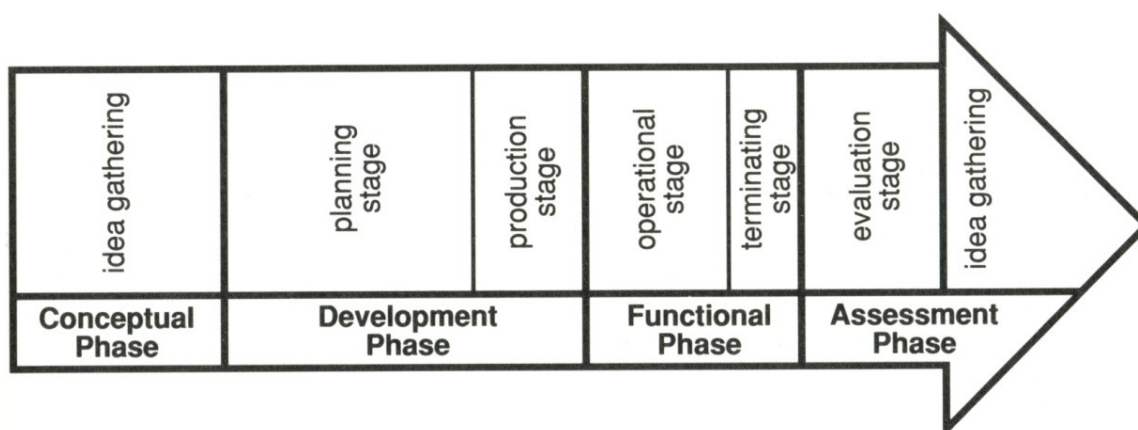 idea gathering
planning
stage
production
stage
operational
stage
terminating
stage
evaluation
stage
idea gathering
Conceptual
Phase
Development
Phase
Functional
Phase
Assessment
Phase